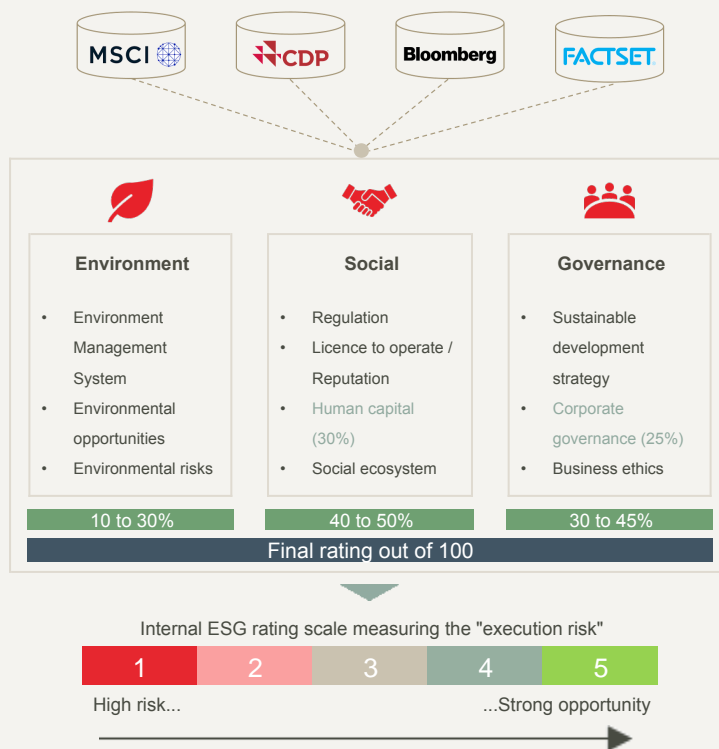 MSCI
CDP
Bloomberg
FACTSET
Environment
• Environment
Management
System
• Environmental
opportunities
• Environmental risks
10 to 30%
Social
• Regulation
• Licence to operate /
Reputation
• Human capital
(30%)
• Social ecosystem
40 to 50%
Governance
• Sustainable
development
strategy
• Corporate
governance (25%)
• Business ethics
30 to 45%
Final rating out of 100
Internal ESG rating scale measuring the "execution risk"
1 2 3 4 5
High risk... ...Strong opportunity